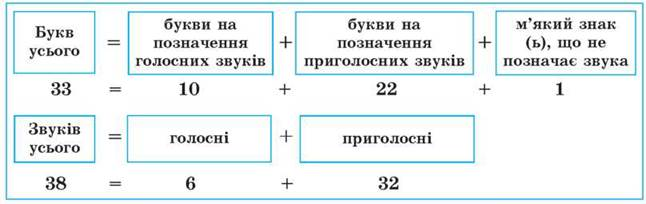 Букв усього = букви на позначення голосних звуків + букви на позначення приголосних звуків + м’який знак (ь), що не позначає звука
33 = 10 + 22 + 1
Звуків усього = голосні + приголосні
38 = 6 + 32